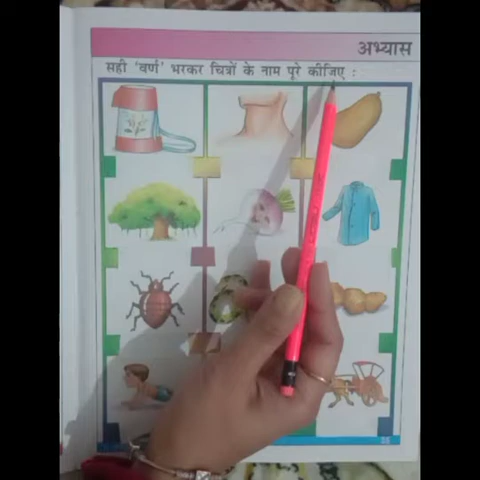 अभ्यास
सही 'वर्ण' भरकर चित्रों के नाम पूरे कीजिए :